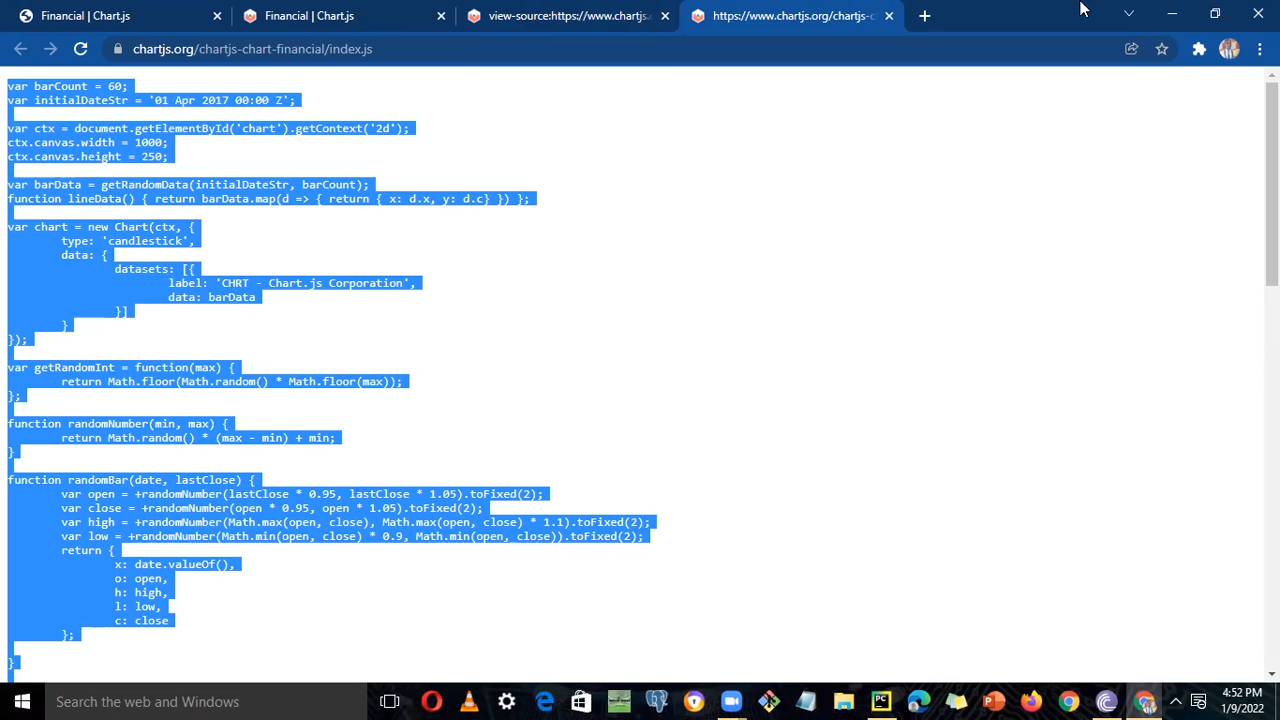 Financial | Chart.js
Financial | Chart.js
view-source:https://www.chartjs.
https://www.chartjs.org/chartjs-c
chartjs.org/chartjs-chart-financial/index.js
var barCount = 60;
var initialDateStr = '01 Apr 2017 00:00 Z';
var ctx = document.getElementById('chart').getContext('2d');
ctx.canvas.width = 1000;
ctx.canvas.height = 250;
var barData = getRandomData(initialDateStr, barCount);
function lineData() { return barData.map(d => { return { x: d.x, y: d.c} }) };
var chart = new Chart(ctx, {
type: 'candlestick',
data: {
datasets: [{
label: 'CHRT - Chart.js Corporation',
data: barData
}]
}
});
var getRandomInt = function(max) {
return Math.floor(Math.random() * Math.floor(max));
};
function randomNumber(min, max) {
return Math.random() * (max - min) + min;
}
function randomBar(date, lastClose) {
var open = +randomNumber(lastClose * 0.95, lastClose * 1.05).toFixed(2);
var close = +randomNumber(open * 0.95, open * 1.05).toFixed(2);
var high = +randomNumber(Math.max(open, close), Math.max(open, close) * 1.1).toFixed(2);
var low = +randomNumber(Math.min(open, close) * 0.9, Math.min(open, close)).toFixed(2);
return {
x: date.valueOf(),
o: open,
h: high,
l: low,
c: close
};
}
Search the web and Windows
PC
4:52 PM
1/9/2022